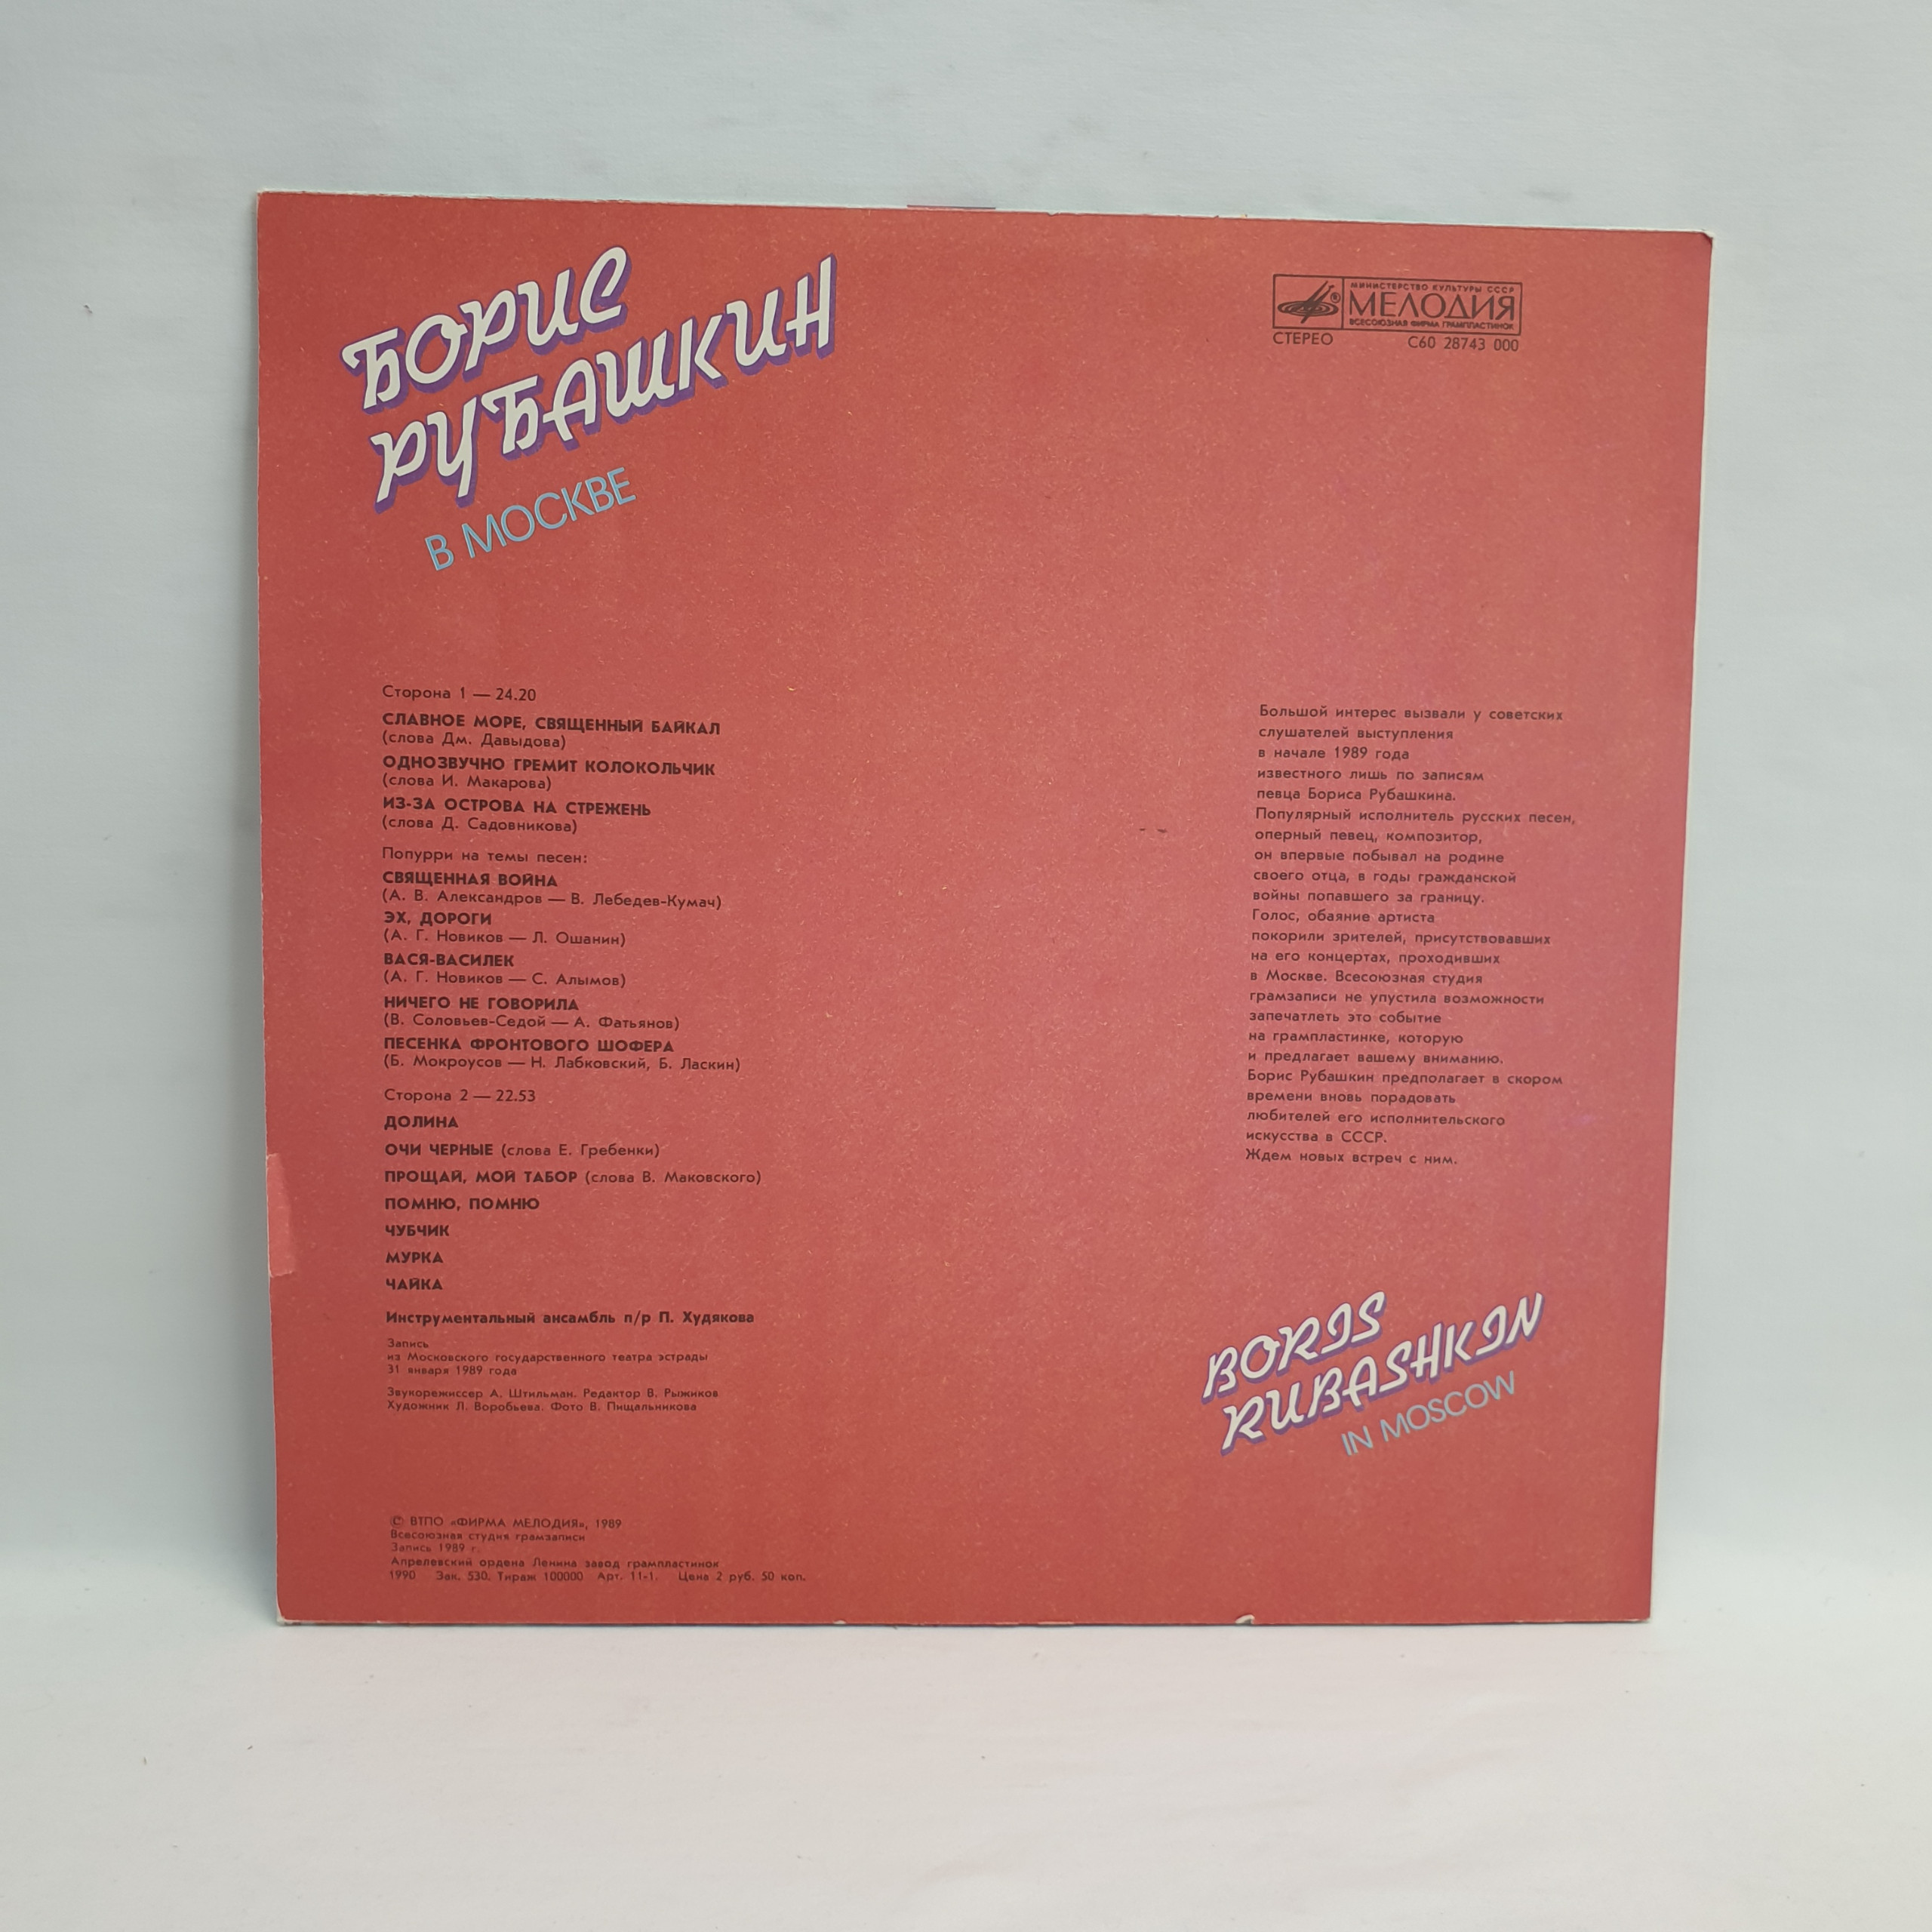 БОРИС
РУБАШКИН
В МОСКВЕ
МИНИСТЕРСТВО КУЛЬТУРЫ СССР
МЕЛОДИЯ
ВСЕСОЮЗНАЯ ФИРМА ГРАМПЛАСТИНОК
СТЕРЕО С60 28743 000
Сторона 1 — 24.20
СЛАВНОЕ МОРЕ, СВЯЩЕННЫЙ БАЙКАЛ
(слова Дм. Давыдова)
ОДНОЗВУЧНО ГРЕМИТ КОЛОКОЛЬЧИК
(слова И. Макарова)
ИЗ-ЗА ОСТРОВА НА СТРЕЖЕНЬ
(слова Д. Садовникова)
Попурри на темы песен:
СВЯЩЕННАЯ ВОЙНА
(А. В. Александров — В. Лебедев-Кумач)
ЭХ, ДОРОГИ
(А. Г. Новиков — Л. Ошанин)
ВАСЯ-ВАСИЛЕК
(А. Г. Новиков — С. Алымов)
НИЧЕГО НЕ ГОВОРИЛА
(В. Соловьев-Седой — А. Фатьянов)
ПЕСЕНКА ФРОНТОВОГО ШОФЕРА
(Б. Мокроусов — Н. Лабковский, Б. Ласкин)
Сторона 2 — 22.53
ДОЛИНА
ОЧИ ЧЕРНЫЕ (слова Е. Гребенки)
ПРОЩАЙ, МОЙ ТАБОР (слова В. Маковского)
ПОМНЮ, ПОМНЮ
ЧУБЧИК
МУРКА
ЧАЙКА
Инструментальный ансамбль п/р П. Худякова
Запись
из Московского государственного театра эстрады
31 января 1989 года
Звукорежиссер А. Штильман. Редактор В. Рыжиков
Художник Л. Воробьева. Фото В. Пищальникова
© ВТПО «ФИРМА МЕЛОДИЯ», 1989
Всесоюзная студия грамзаписи
Запись 1989 г.
Апрелевский ордена Ленина завод грампластинок
1990 Зак. 530. Тираж 100000 Арт. 11-1. Цена 2 руб. 50 коп.
Большой интерес вызвали у советских
слушателей выступления
в начале 1989 года
известного лишь по записям
певца Бориса Рубашкина.
Популярный исполнитель русских песен,
оперный певец, композитор,
он впервые побывал на родине
своего отца, в годы гражданской
войны попавшего за границу.
Голос, обаяние артиста
покорили зрителей, присутствовавших
на его концертах, проходивших
в Москве. Всесоюзная студия
грамзаписи не упустила возможности
запечатлеть это событие
на грампластинке, которую
и предлагает вашему вниманию.
Борис Рубашкин предполагает в скором
времени вновь порадовать
любителей его исполнительского
искусства в СССР.
Ждем новых встреч с ним.
BORIS
RUBASHKIN
IN MOSCOW